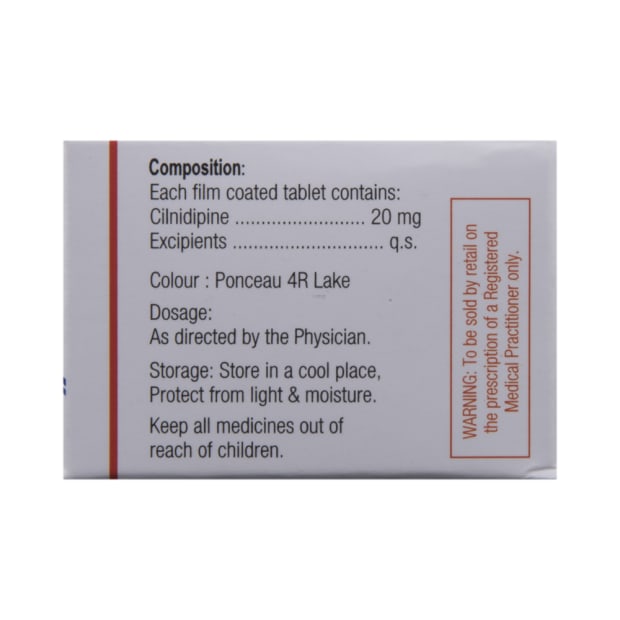 Composition:
Each film coated tablet contains:
Cilnidipine ......................... 20 mg
Excipients ............................. q.s.
Colour : Ponceau 4R Lake
Dosage:
As directed by the Physician.
Storage: Store in a cool place,
Protect from light & moisture.
Keep all medicines out of
reach of children.
WARNING: To be sold by retail on
the prescription of a Registered
Medical Practitioner only.